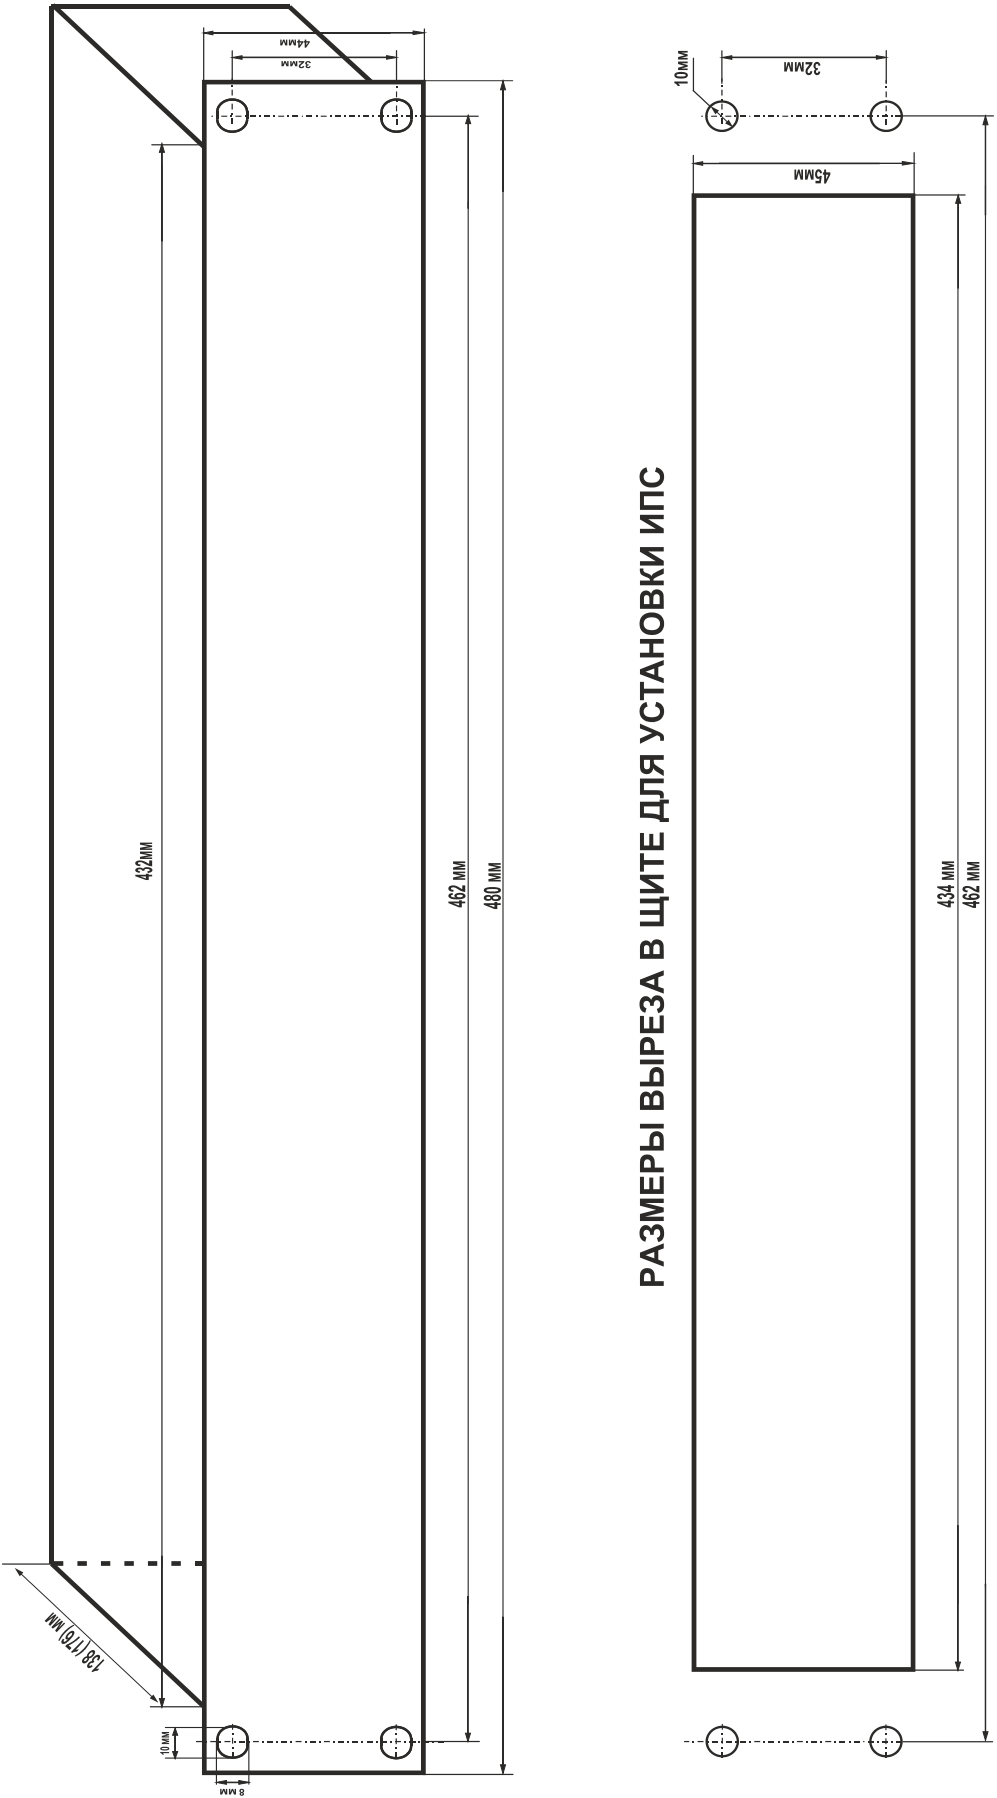 44мм
32мм
432мм
462 мм
480 мм
138 (176) мм
10 мм
8 мм
РАЗМЕРЫ ВЫРЕЗА В ЩИТЕ ДЛЯ УСТАНОВКИ ИПС
10мм
32мм
45мм
434 мм
462 мм